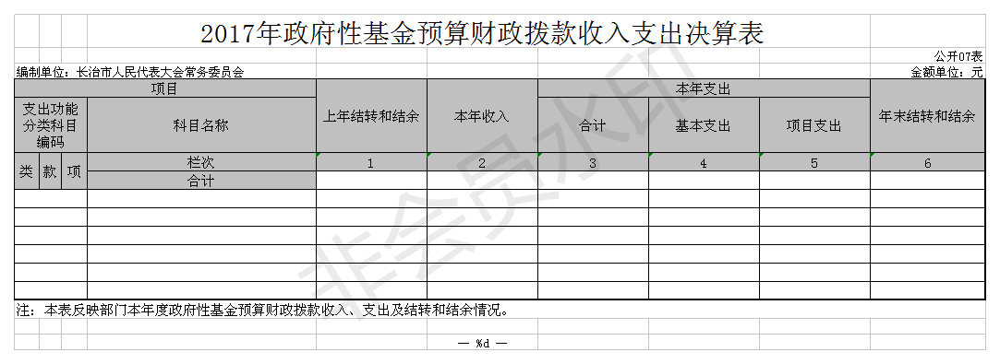 2017年政府性基金预算财政拨款收入支出决算表
公开07表
编制单位：长治市人民代表大会常务委员会 金额单位：元
项目 上年结转和结余 本年收入 本年支出 年末结转和结余
支出功能分类科目编码 科目名称 合计 基本支出 项目支出
类 款 项 栏次 1 2 3 4 5 6
合计
注：本表反映部门本年度政府性基金预算财政拨款收入、支出及结转和结余情况。
— %d —
非会员水印